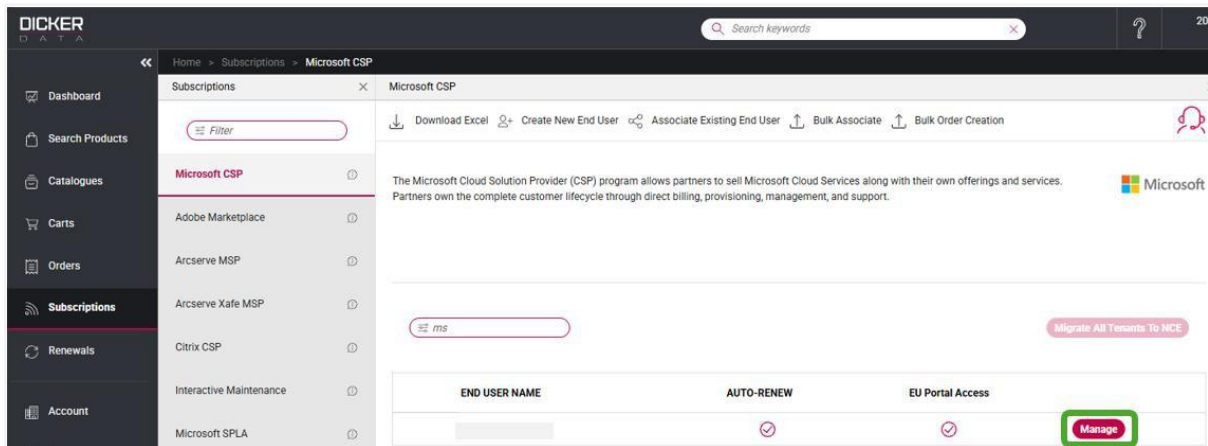 DICKER
DATA
Search keywords
20
Home > Subscriptions > Microsoft CSP
Dashboard
Search Products
Catalogues
Carts
Orders
Subscriptions
Renewals
Account
Subscriptions
Filter
Microsoft CSP
Adobe Marketplace
Arcserve MSP
Arcserve Xafe MSP
Citrix CSP
Interactive Maintenance
Microsoft SPLA
Microsoft CSP
Download Excel Create New End User Associate Existing End User Bulk Associate Bulk Order Creation
The Microsoft Cloud Solution Provider (CSP) program allows partners to sell Microsoft Cloud Services along with their own offerings and services.
Partners own the complete customer lifecycle through direct billing, provisioning, management, and support.
Microsoft
ms
Migrate All Tenants To NCE
END USER NAME AUTO-RENEW EU Portal Access
Manage